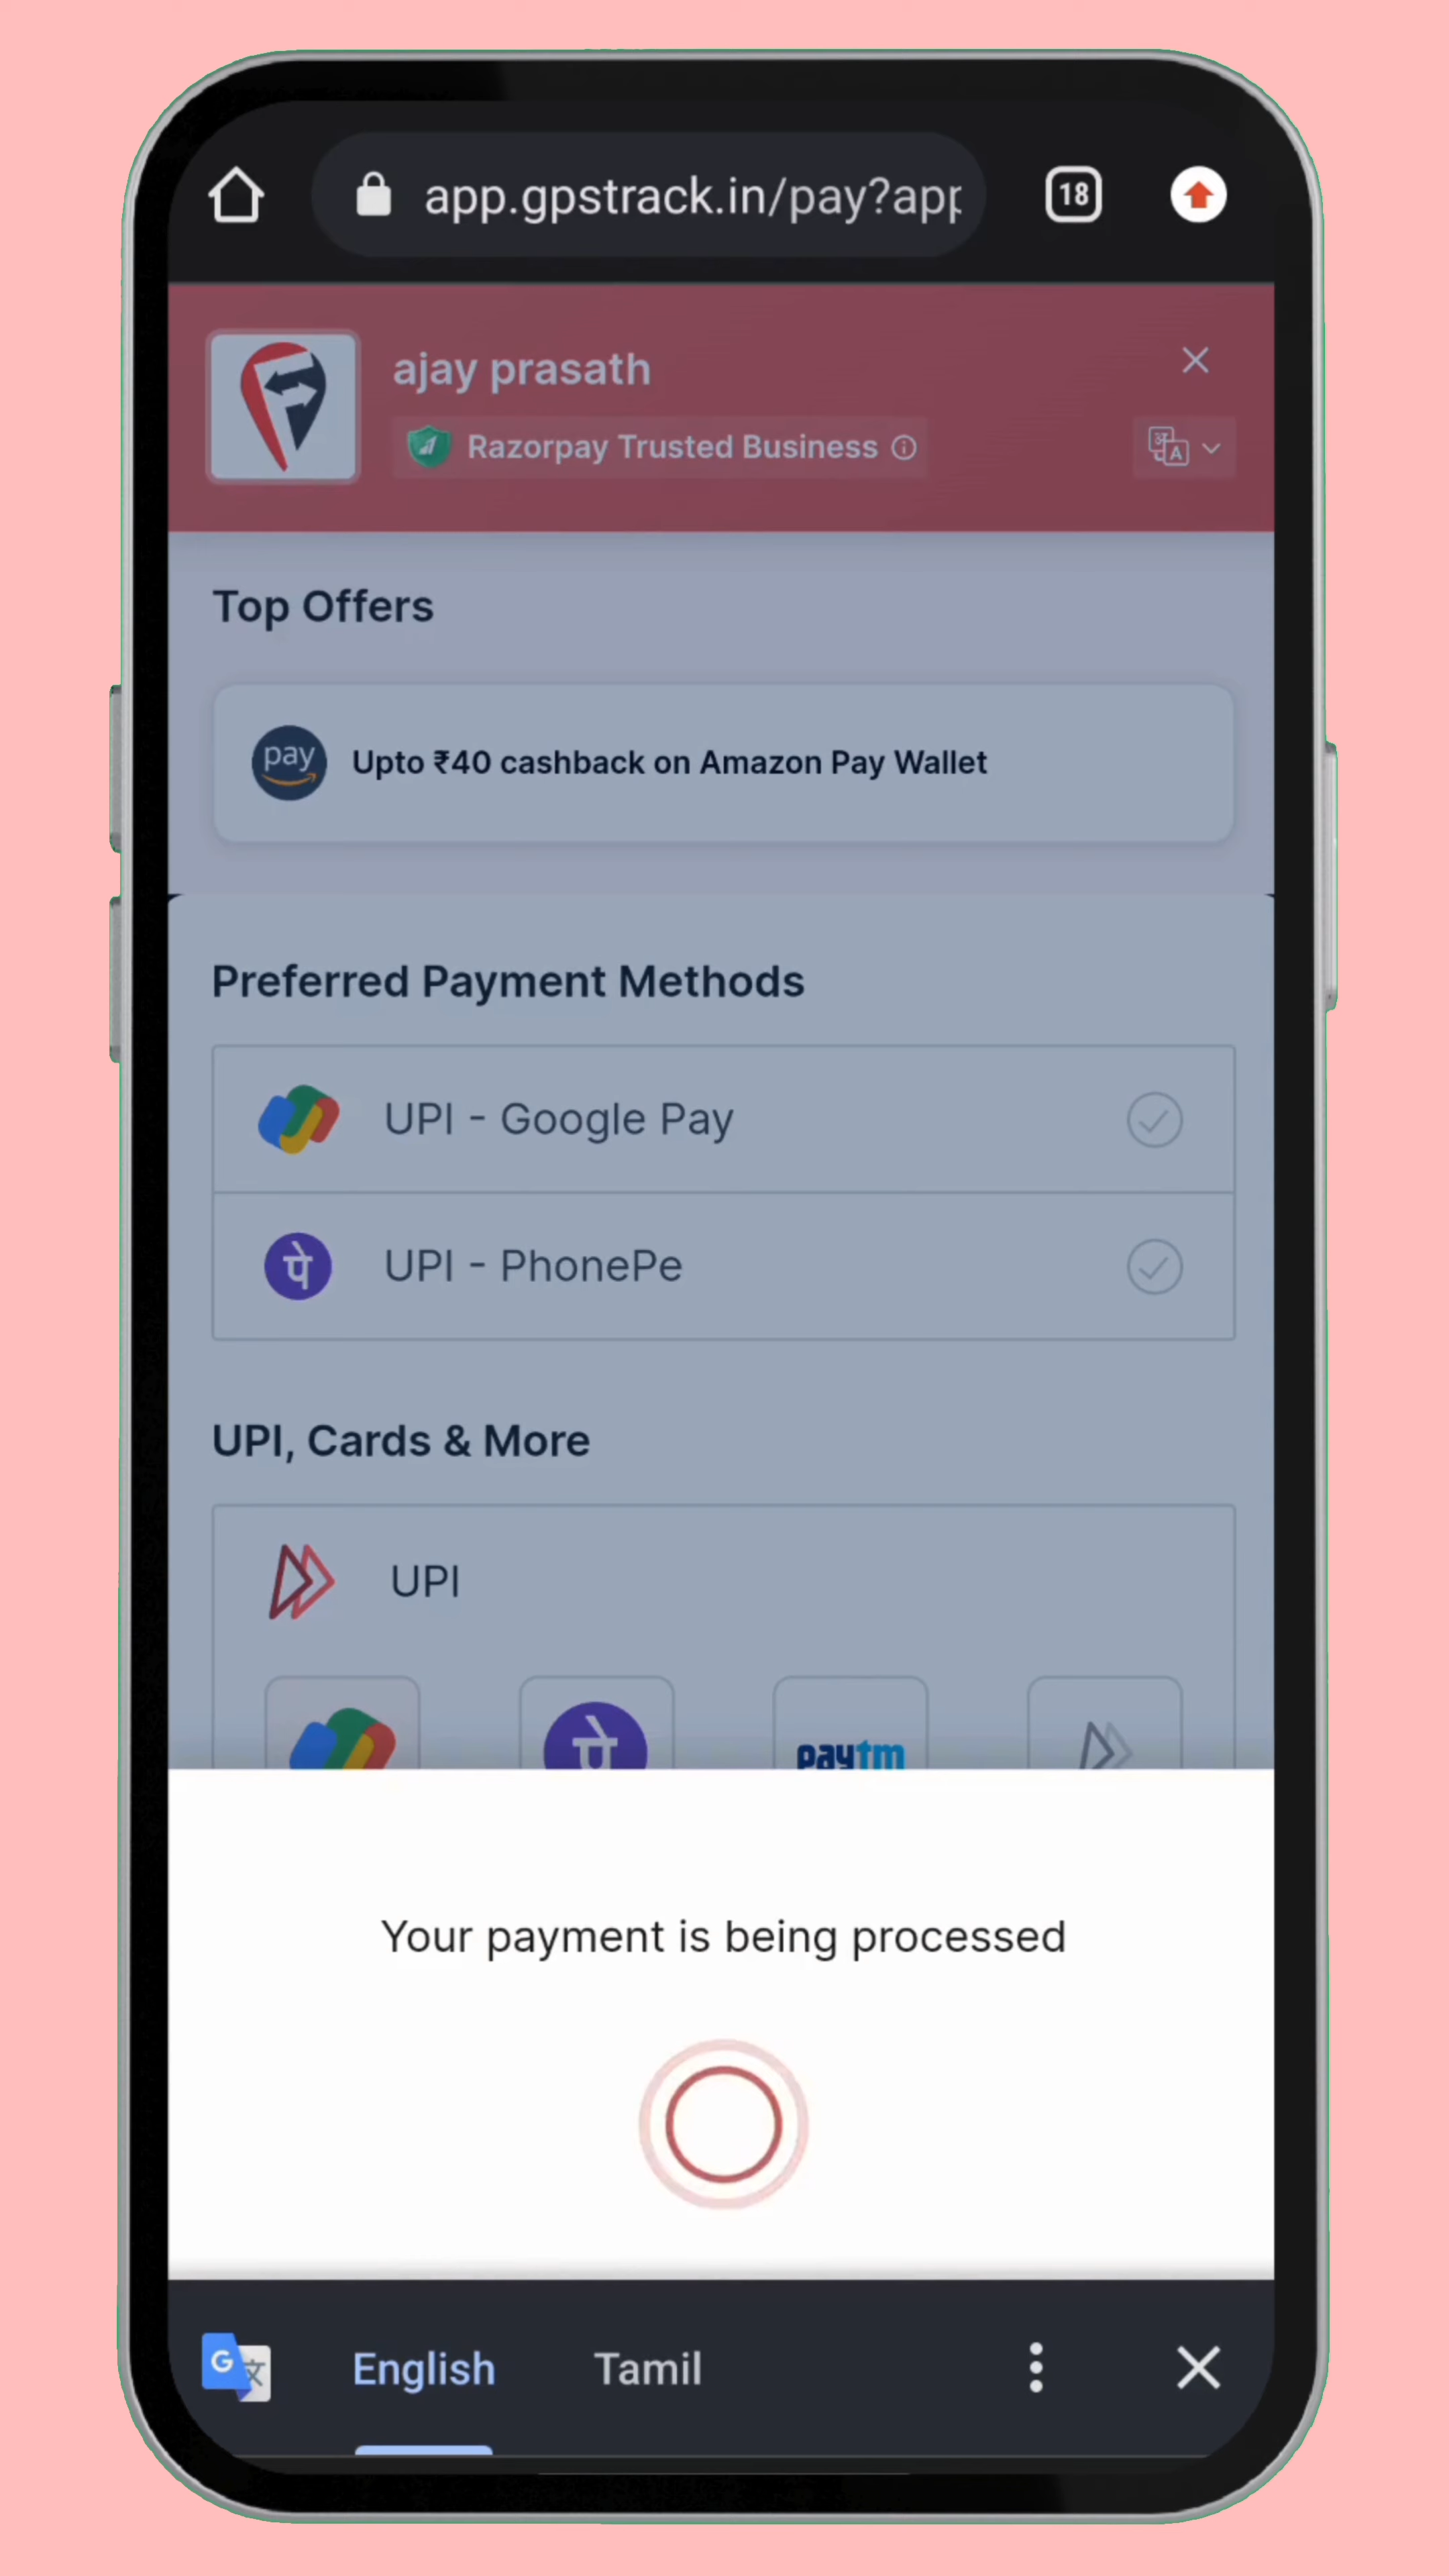 app.gpstrack.in/pay?app
18
ajay prasath
Razorpay Trusted Business
Top Offers
pay
Upto ₹40 cashback on Amazon Pay Wallet
Preferred Payment Methods
UPI - Google Pay
पे
UPI - PhonePe
UPI, Cards & More
UPI
पे
paytm
Your payment is being processed
G 文
English
Tamil